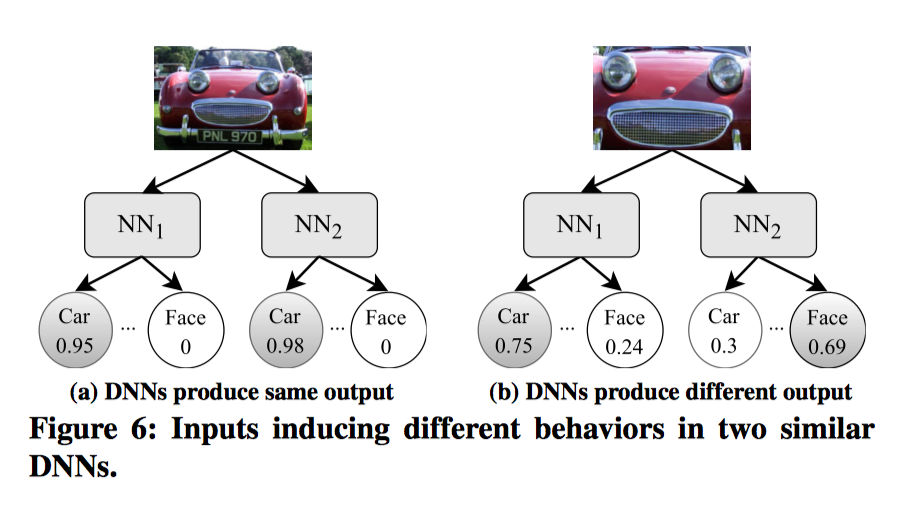 PNL 970
NN1 NN2 NN1 NN2
Car ... Face Car ... Face Car ... Face Car ... Face
0.95 0 0.98 0 0.75 0.24 0.3 0.69
(a) DNNs produce same output (b) DNNs produce different output
Figure 6: Inputs inducing different behaviors in two similar
DNNs.